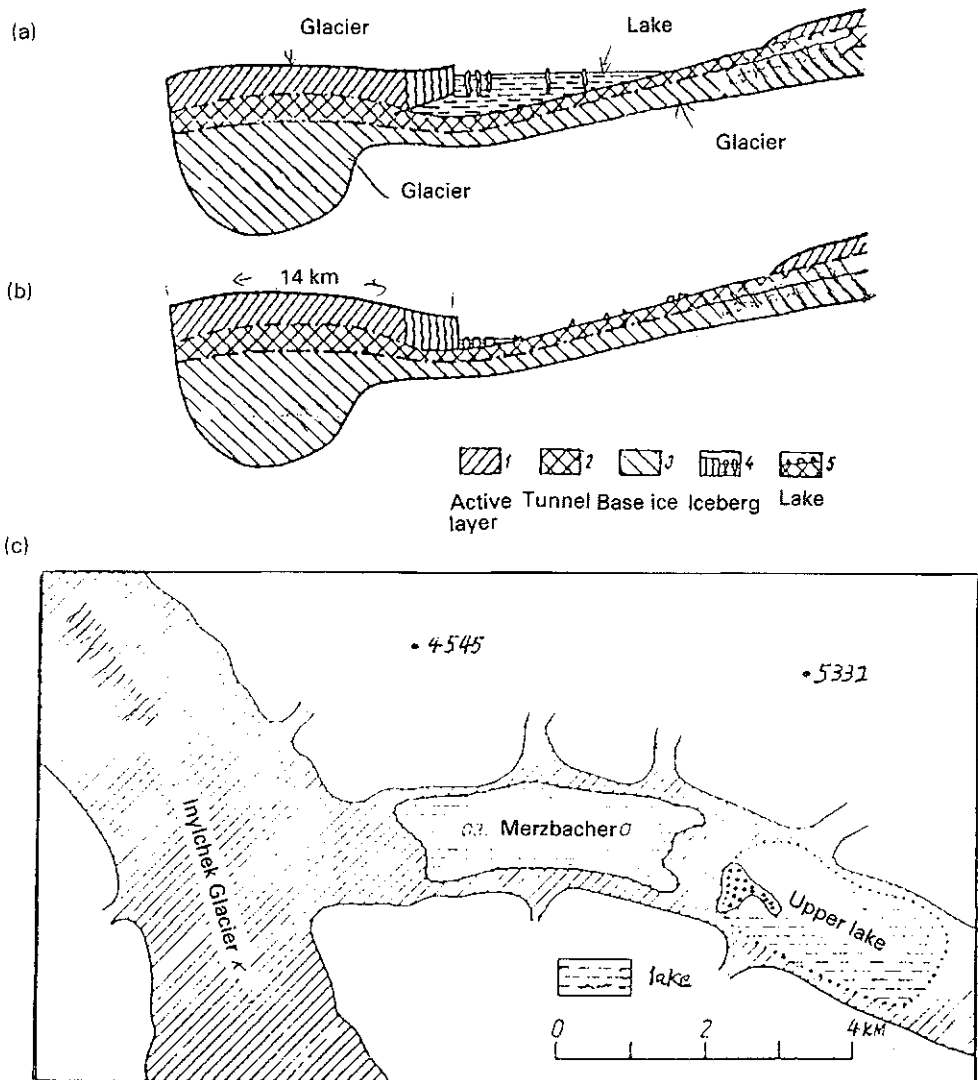 (a)
Glacier
Lake
Glacier
Glacier
(b)
14 km
1 2 3 4 5
Active layer
Tunnel
Base ice
Iceberg
Lake
(c)
4545
5332
Inylchek Glacier
Merzbacher
Upper lake
lake
0 2 4 KM